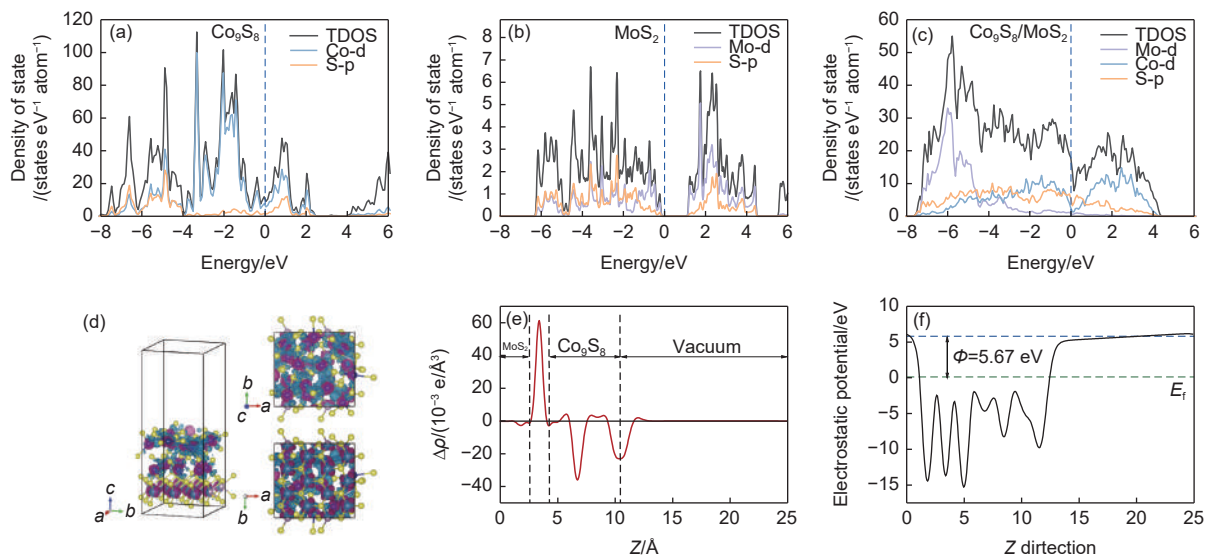 (a)
Co₉S₈
TDOS
Co-d
S-p
Density of state
/(states eV⁻¹ atom⁻¹)
120
100
80
60
40
20
0
−8 −6 −4 −2 0 2 4 6
Energy/eV
(b)
MoS₂
TDOS
Mo-d
S-p
Density of state
/(states eV⁻¹ atom⁻¹)
8
7
6
5
4
3
2
1
0
−8 −6 −4 −2 0 2 4 6
Energy/eV
(c)
Co₉S₈/MoS₂
TDOS
Mo-d
Co-d
S-p
Density of state
/(states eV⁻¹ atom⁻¹)
60
50
40
30
20
10
0
−8 −6 −4 −2 0 2 4 6
Energy/eV
(d)
c
a b
b
c a
a
b
(e)
MoS₂ Co₉S₈ Vacuum
Δρ/(10⁻³ e/Å³)
60
40
20
0
−20
−40
0 5 10 15 20 25
Z/Å
(f)
Φ=5.67 eV
E_f
Electrostatic potential/eV
15
10
5
0
−5
−10
−15
0 5 10 15 20 25
Z dirtection